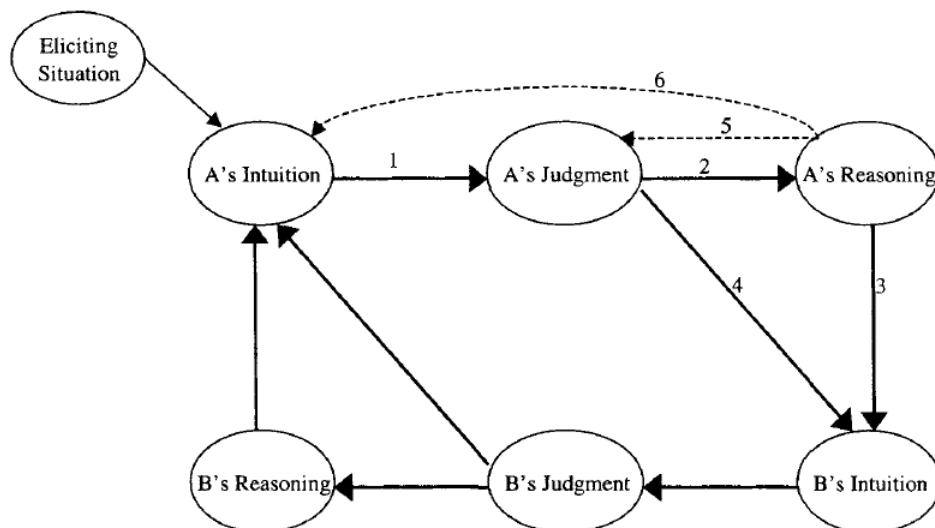 Eliciting
Situation
6
5
A's Intuition
1
A's Judgment
2
A's Reasoning
4
3
B's Reasoning
B's Judgment
B's Intuition